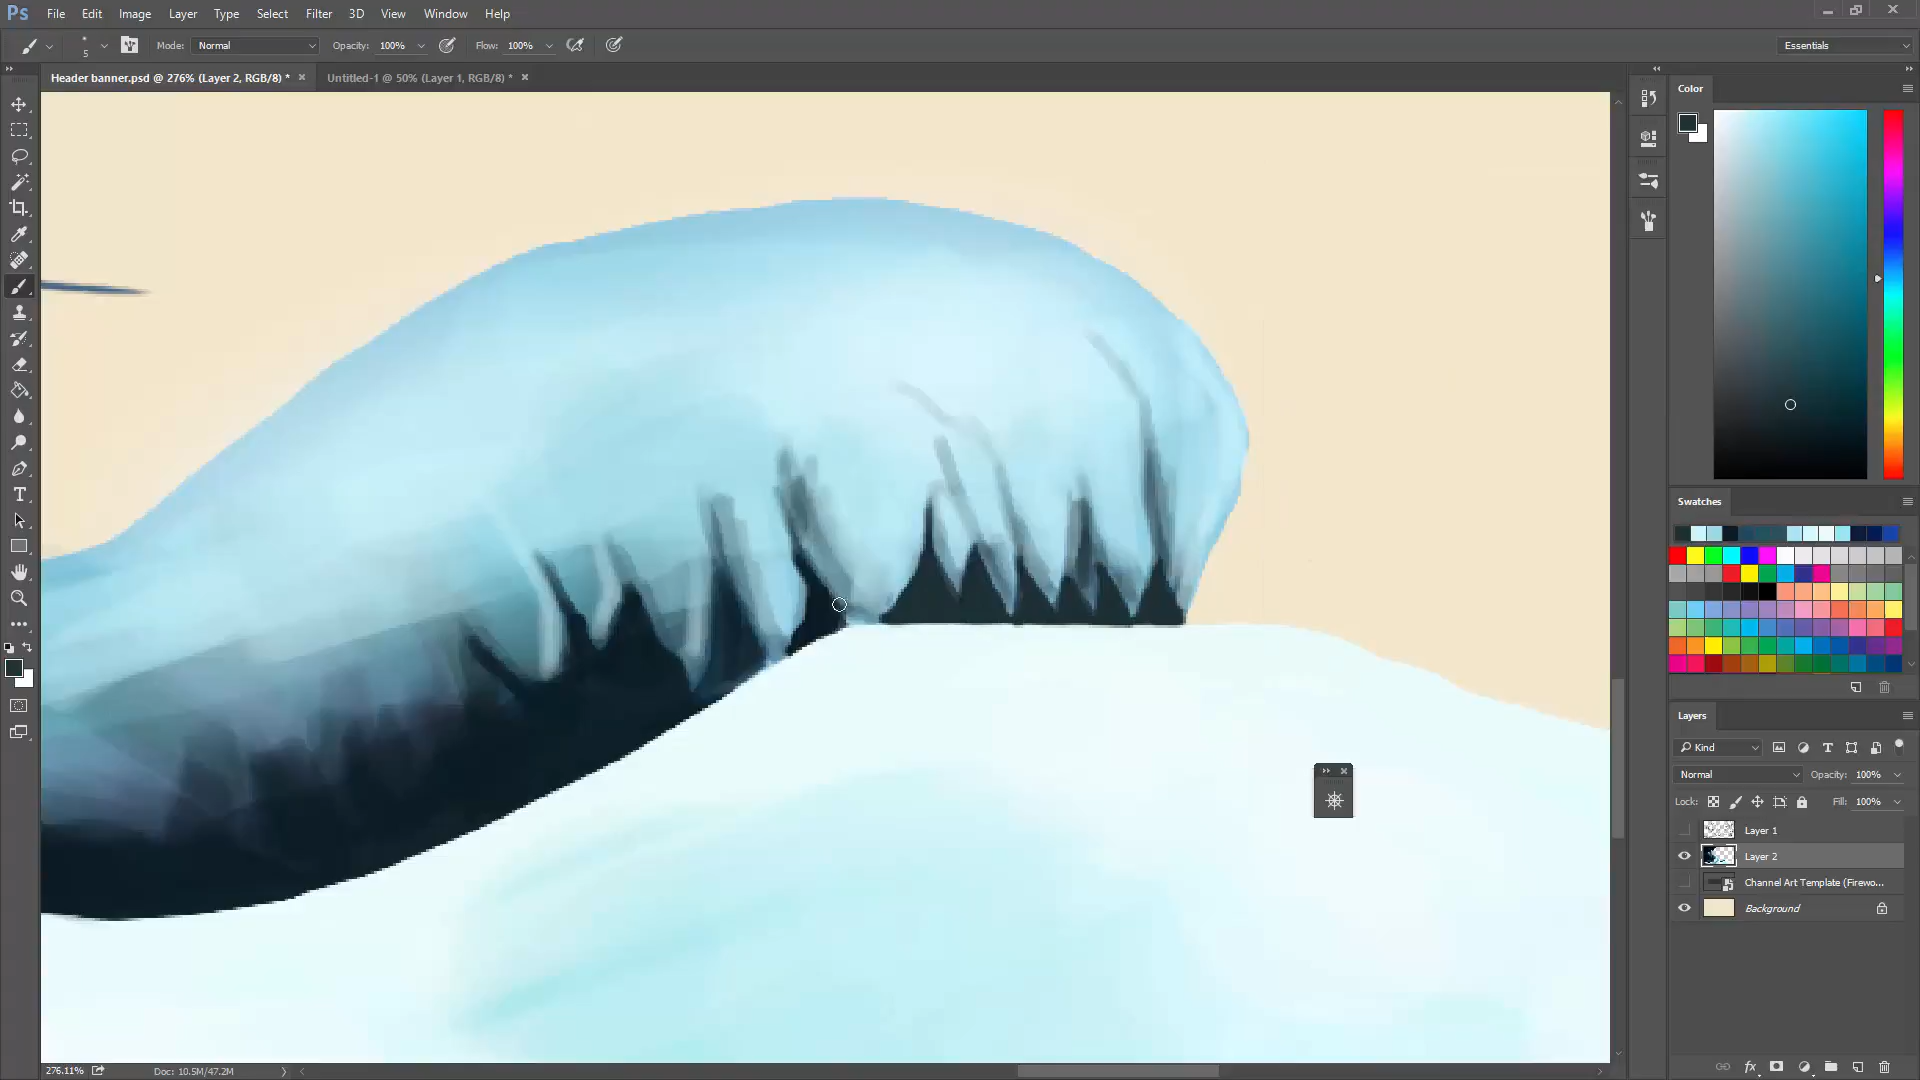 Ps File Edit Image Layer Type Select Filter 3D View Window Help
5 Mode: Normal Opacity: 100% Flow: 100% Essentials
Header banner.psd @ 276% (Layer 2, RGB/8) * Untitled-1 @ 50% (Layer 1, RGB/8) *
Color
Swatches
Layers
Kind
Normal Opacity: 100%
Lock: Fill: 100%
Layer 1
Layer 2
Channel Art Template (Firewo...
Background
276.11% Doc: 10.5M/47.2M